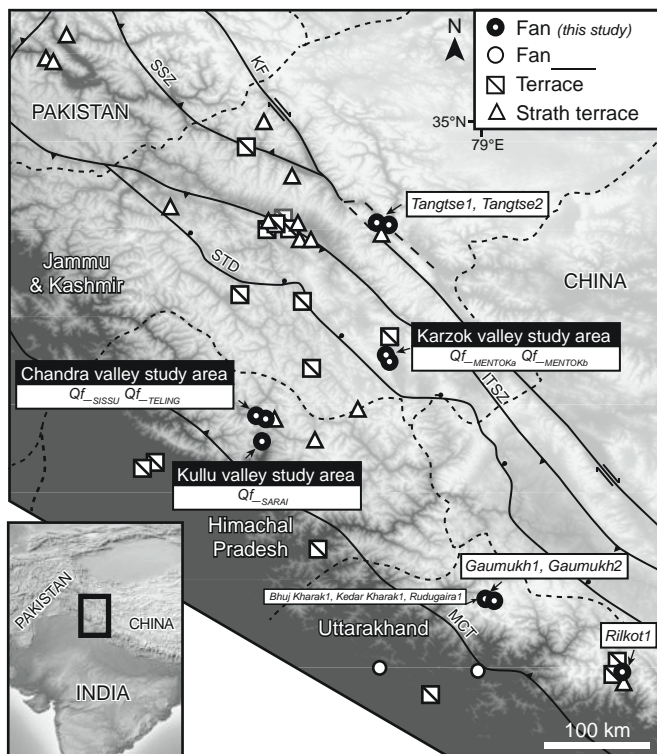 Fan (this study)
Fan
Terrace
Strath terrace
N
35°N
79°E
SSZ
KF
PAKISTAN
Tangtse1, Tangtse2
CHINA
Jammu
& Kashmir
STD
Karzok valley study area
Qf_MENTOKa Qf_MENTOKb
ITSZ
Chandra valley study area
Qf_SISSU Qf_TELING
Kullu valley study area
Qf_SARAI
Himachal
Pradesh
Gaumukh1, Gaumukh2
Bhuj Kharak1, Kedar Kharak1, Rudugaira1
MCT
Uttarakhand
Rilkot1
PAKISTAN
CHINA
INDIA
100 km